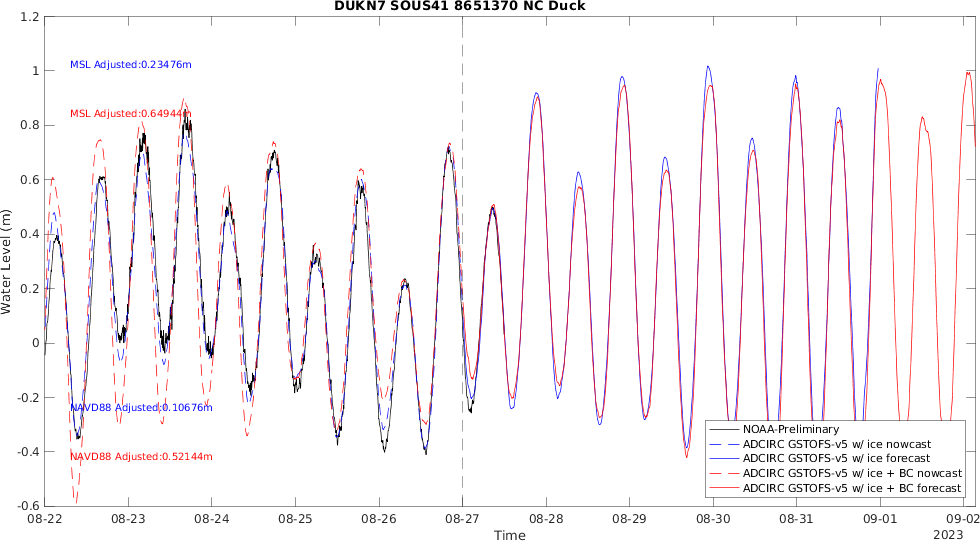 DUKN7 SOUS41 8651370 NC Duck
1.2
1
0.8
0.6
0.4
0.2
0
-0.2
-0.4
-0.6
Water Level (m)
MSL Adjusted:0.23476m
MSL Adjusted:0.64944m
NAVD88 Adjusted:0.10676m
NAVD88 Adjusted:0.52144m
NOAA-Preliminary
ADCIRC GSTOFS-v5 w/ ice nowcast
ADCIRC GSTOFS-v5 w/ ice forecast
ADCIRC GSTOFS-v5 w/ ice + BC nowcast
ADCIRC GSTOFS-v5 w/ ice + BC forecast
08-22 08-23 08-24 08-25 08-26 08-27 08-28 08-29 08-30 08-31 09-01 09-02
Time
2023